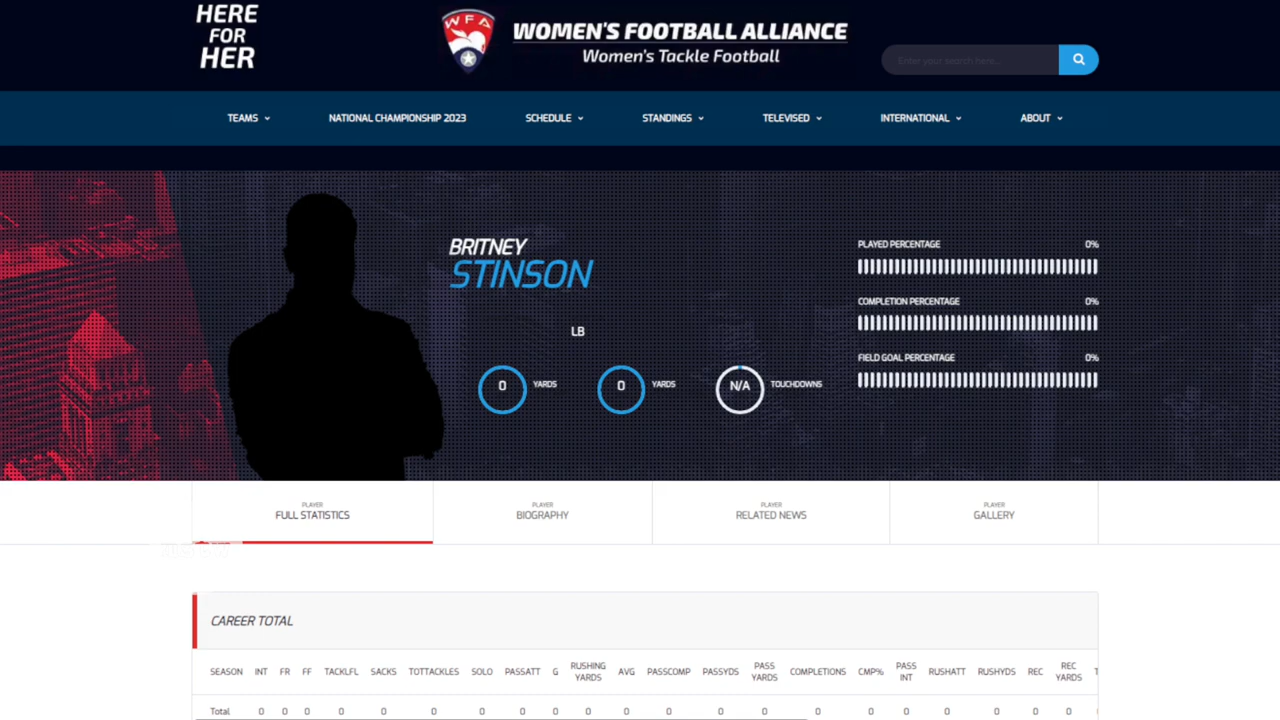 HERE
FOR
HER
WFA
WOMEN'S FOOTBALL ALLIANCE
Women's Tackle Football
Enter your search here...
TEAMS NATIONAL CHAMPIONSHIP 2023 SCHEDULE STANDINGS TELEVISED INTERNATIONAL ABOUT
BRITNEY
STINSON
LB
0 YARDS 0 YARDS N/A TOUCHDOWNS
PLAYED PERCENTAGE 0%
COMPLETION PERCENTAGE 0%
FIELD GOAL PERCENTAGE 0%
PLAYER
FULL STATISTICS
PLAYER
BIOGRAPHY
PLAYER
RELATED NEWS
PLAYER
GALLERY
CAREER TOTAL
SEASON INT FR FF TACKLFL SACKS TOTTACKLES SOLO PASSATT G RUSHING YARDS AVG PASSCOMP PASSYDS PASS YARDS COMPLETIONS CMP% PASS INT RUSHATT RUSHYDS REC REC YARDS
Total 0 0 0 0 0 0 0 0 0 0 0 0 0 0 0 0 0 0 0 0 0